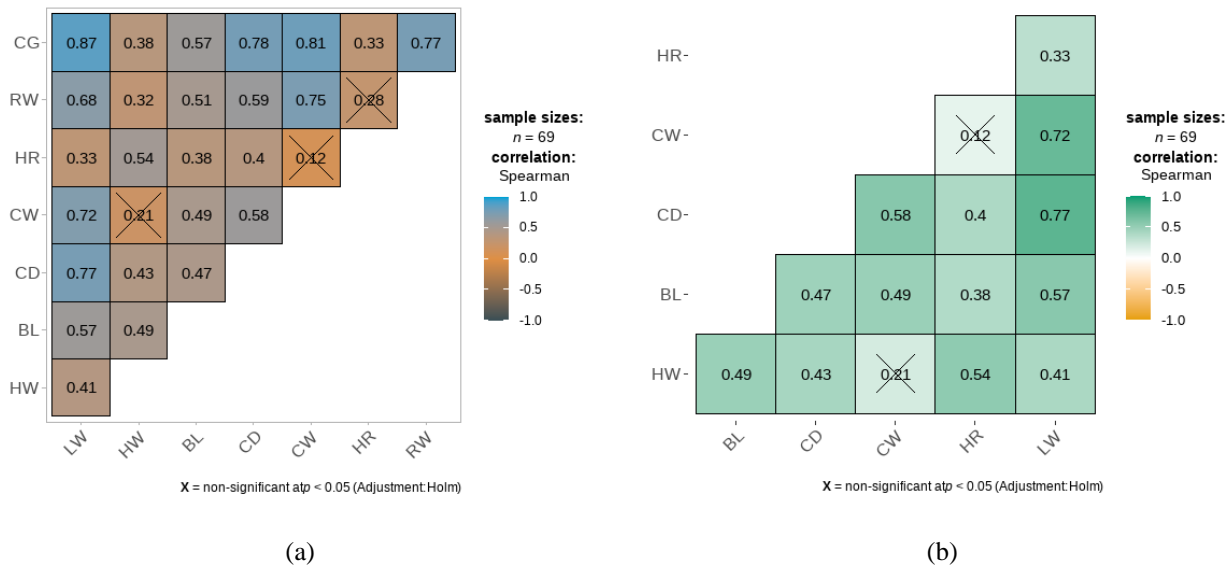 CG 0.87 0.38 0.57 0.78 0.81 0.33 0.77
RW 0.68 0.32 0.51 0.59 0.75 0.28
HR 0.33 0.54 0.38 0.4 0.12
CW 0.72 0.21 0.49 0.58
CD 0.77 0.43 0.47
BL 0.57 0.49
HW 0.41
LW HW BL CD CW HR RW
sample sizes:
n = 69
correlation:
Spearman
1.0
0.5
0.0
-0.5
-1.0
X = non-significant at p < 0.05 (Adjustment: Holm)
(a)
HR 0.33
CW 0.12 0.72
CD 0.58 0.4 0.77
BL 0.47 0.49 0.38 0.57
HW 0.49 0.43 0.21 0.54 0.41
BL CD CW HR LW
sample sizes:
n = 69
correlation:
Spearman
1.0
0.5
0.0
-0.5
-1.0
X = non-significant at p < 0.05 (Adjustment: Holm)
(b)